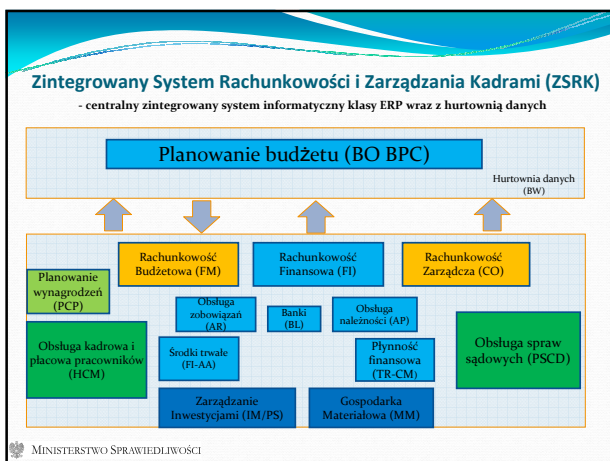 Zintegrowany System Rachunkowości i Zarządzania Kadrami (ZSRK)
- centralny zintegrowany system informatyczny klasy ERP wraz z hurtownią danych
Planowanie budżetu (BO BPC)
Hurtownia danych
(BW)
Rachunkowość
Budżetowa (FM)
Rachunkowość
Finansowa (FI)
Rachunkowość
Zarządcza (CO)
Planowanie
wynagrodzeń
(PCP)
Obsługa
zobowiązań
(AR)
Banki
(BL)
Obsługa
należności (AP)
Obsługa kadrowa i
płacowa pracowników
(HCM)
Środki trwałe
(FI-AA)
Płynność
finansowa
(TR-CM)
Obsługa spraw
sądowych (PSCD)
Zarządzanie
Inwestycjami (IM/PS)
Gospodarka
Materiałowa (MM)
MINISTERSTWO SPRAWIEDLIWOŚCI